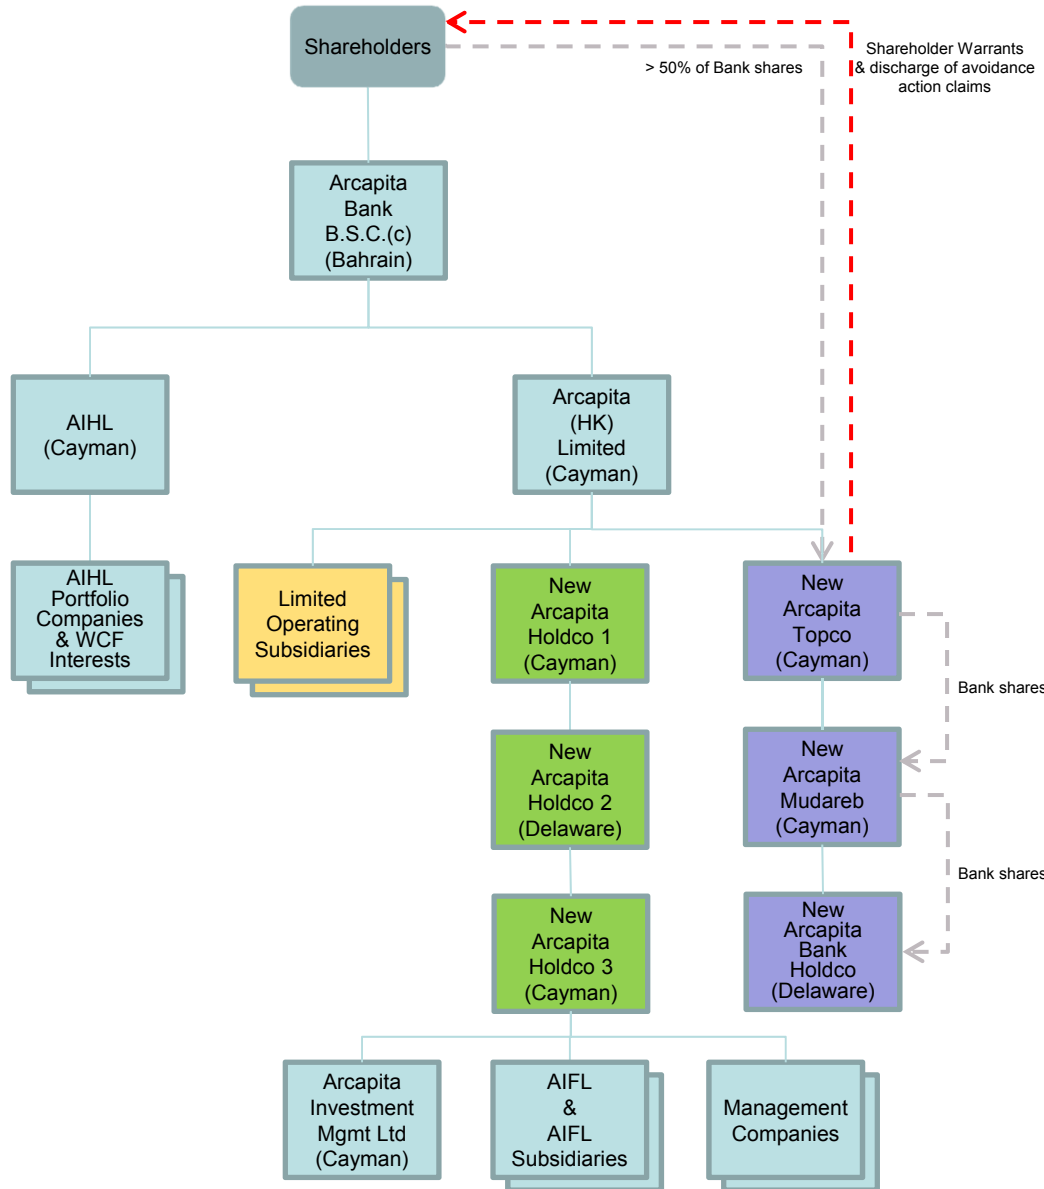 Shareholders
> 50% of Bank shares
Shareholder Warrants
& discharge of avoidance
action claims
Arcapita
Bank
B.S.C.(c)
(Bahrain)
AIHL
(Cayman)
Arcapita
(HK)
Limited
(Cayman)
AIHL
Portfolio
Companies
& WCF
Interests
Limited
Operating
Subsidiaries
New
Arcapita
Holdco 1
(Cayman)
New
Arcapita
Topco
(Cayman)
Bank shares
New
Arcapita
Holdco 2
(Delaware)
New
Arcapita
Mudareb
(Cayman)
Bank shares
New
Arcapita
Holdco 3
(Cayman)
New
Arcapita
Bank
Holdco
(Delaware)
Arcapita
Investment
Mgmt Ltd
(Cayman)
AIFL
&
AIFL
Subsidiaries
Management
Companies